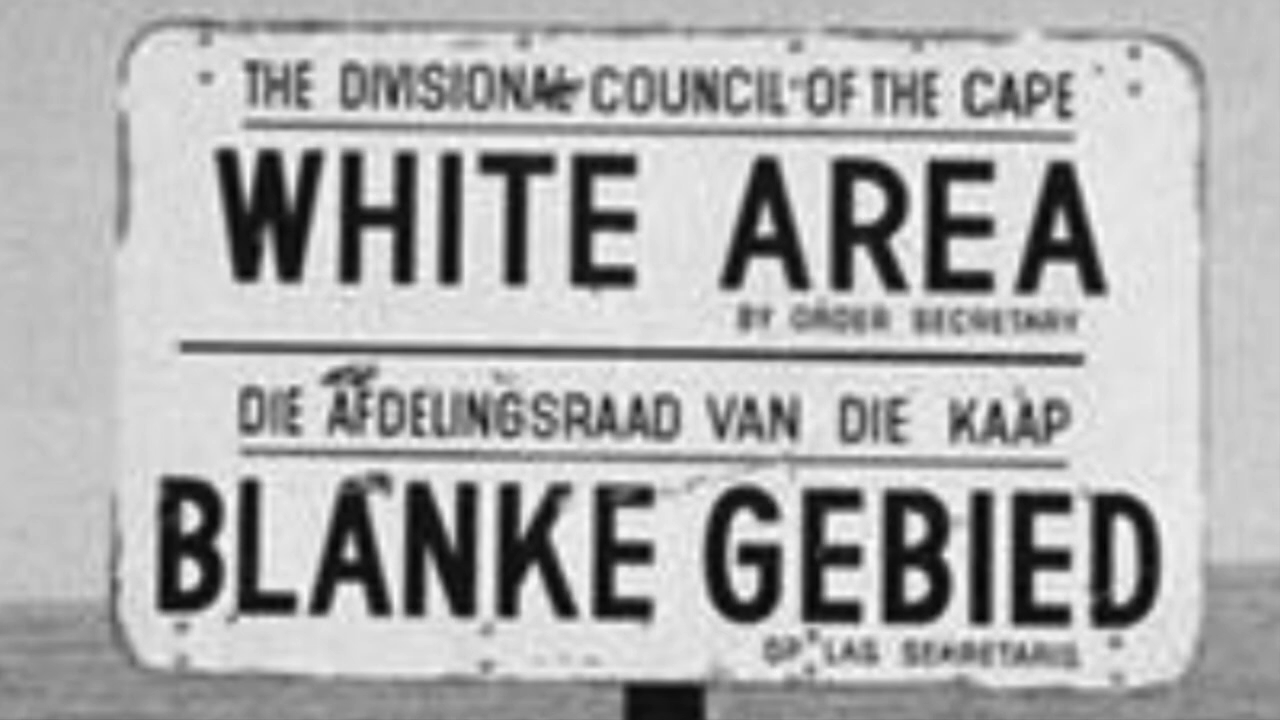 THE DIVISIONAL COUNCIL OF THE CAPE
WHITE AREA
BY ORDER SECRETARY
DIE AFDELINGSRAAD VAN DIE KAAP
BLANKE GEBIED
OP LAS SEKRETARIS